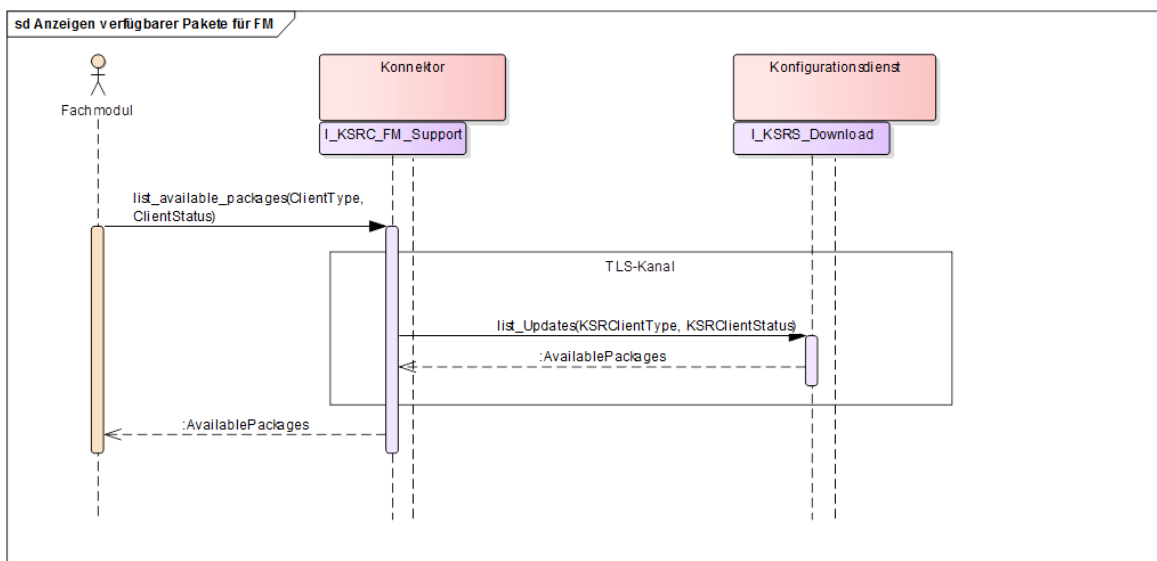 sd Anzeigen verfügbarer Pakete für FM
Fachmodul
Konnektor
Konfigurationsdienst
I_KSRC_FM_Support
I_KSRS_Download
list_available_packages(ClientType,
ClientStatus)
TLS-Kanal
list_Updates(KSRClientType, KSRClientStatus)
:AvailablePackages
:AvailablePackages